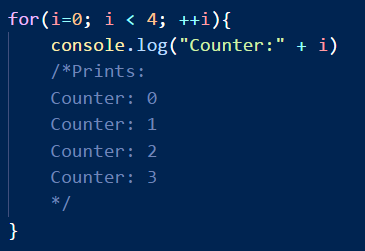 for(i=0; i < 4; ++i){
    console.log("Counter:" + i)
    /*Prints:
    Counter: 0
    Counter: 1
    Counter: 2
    Counter: 3
    */
}